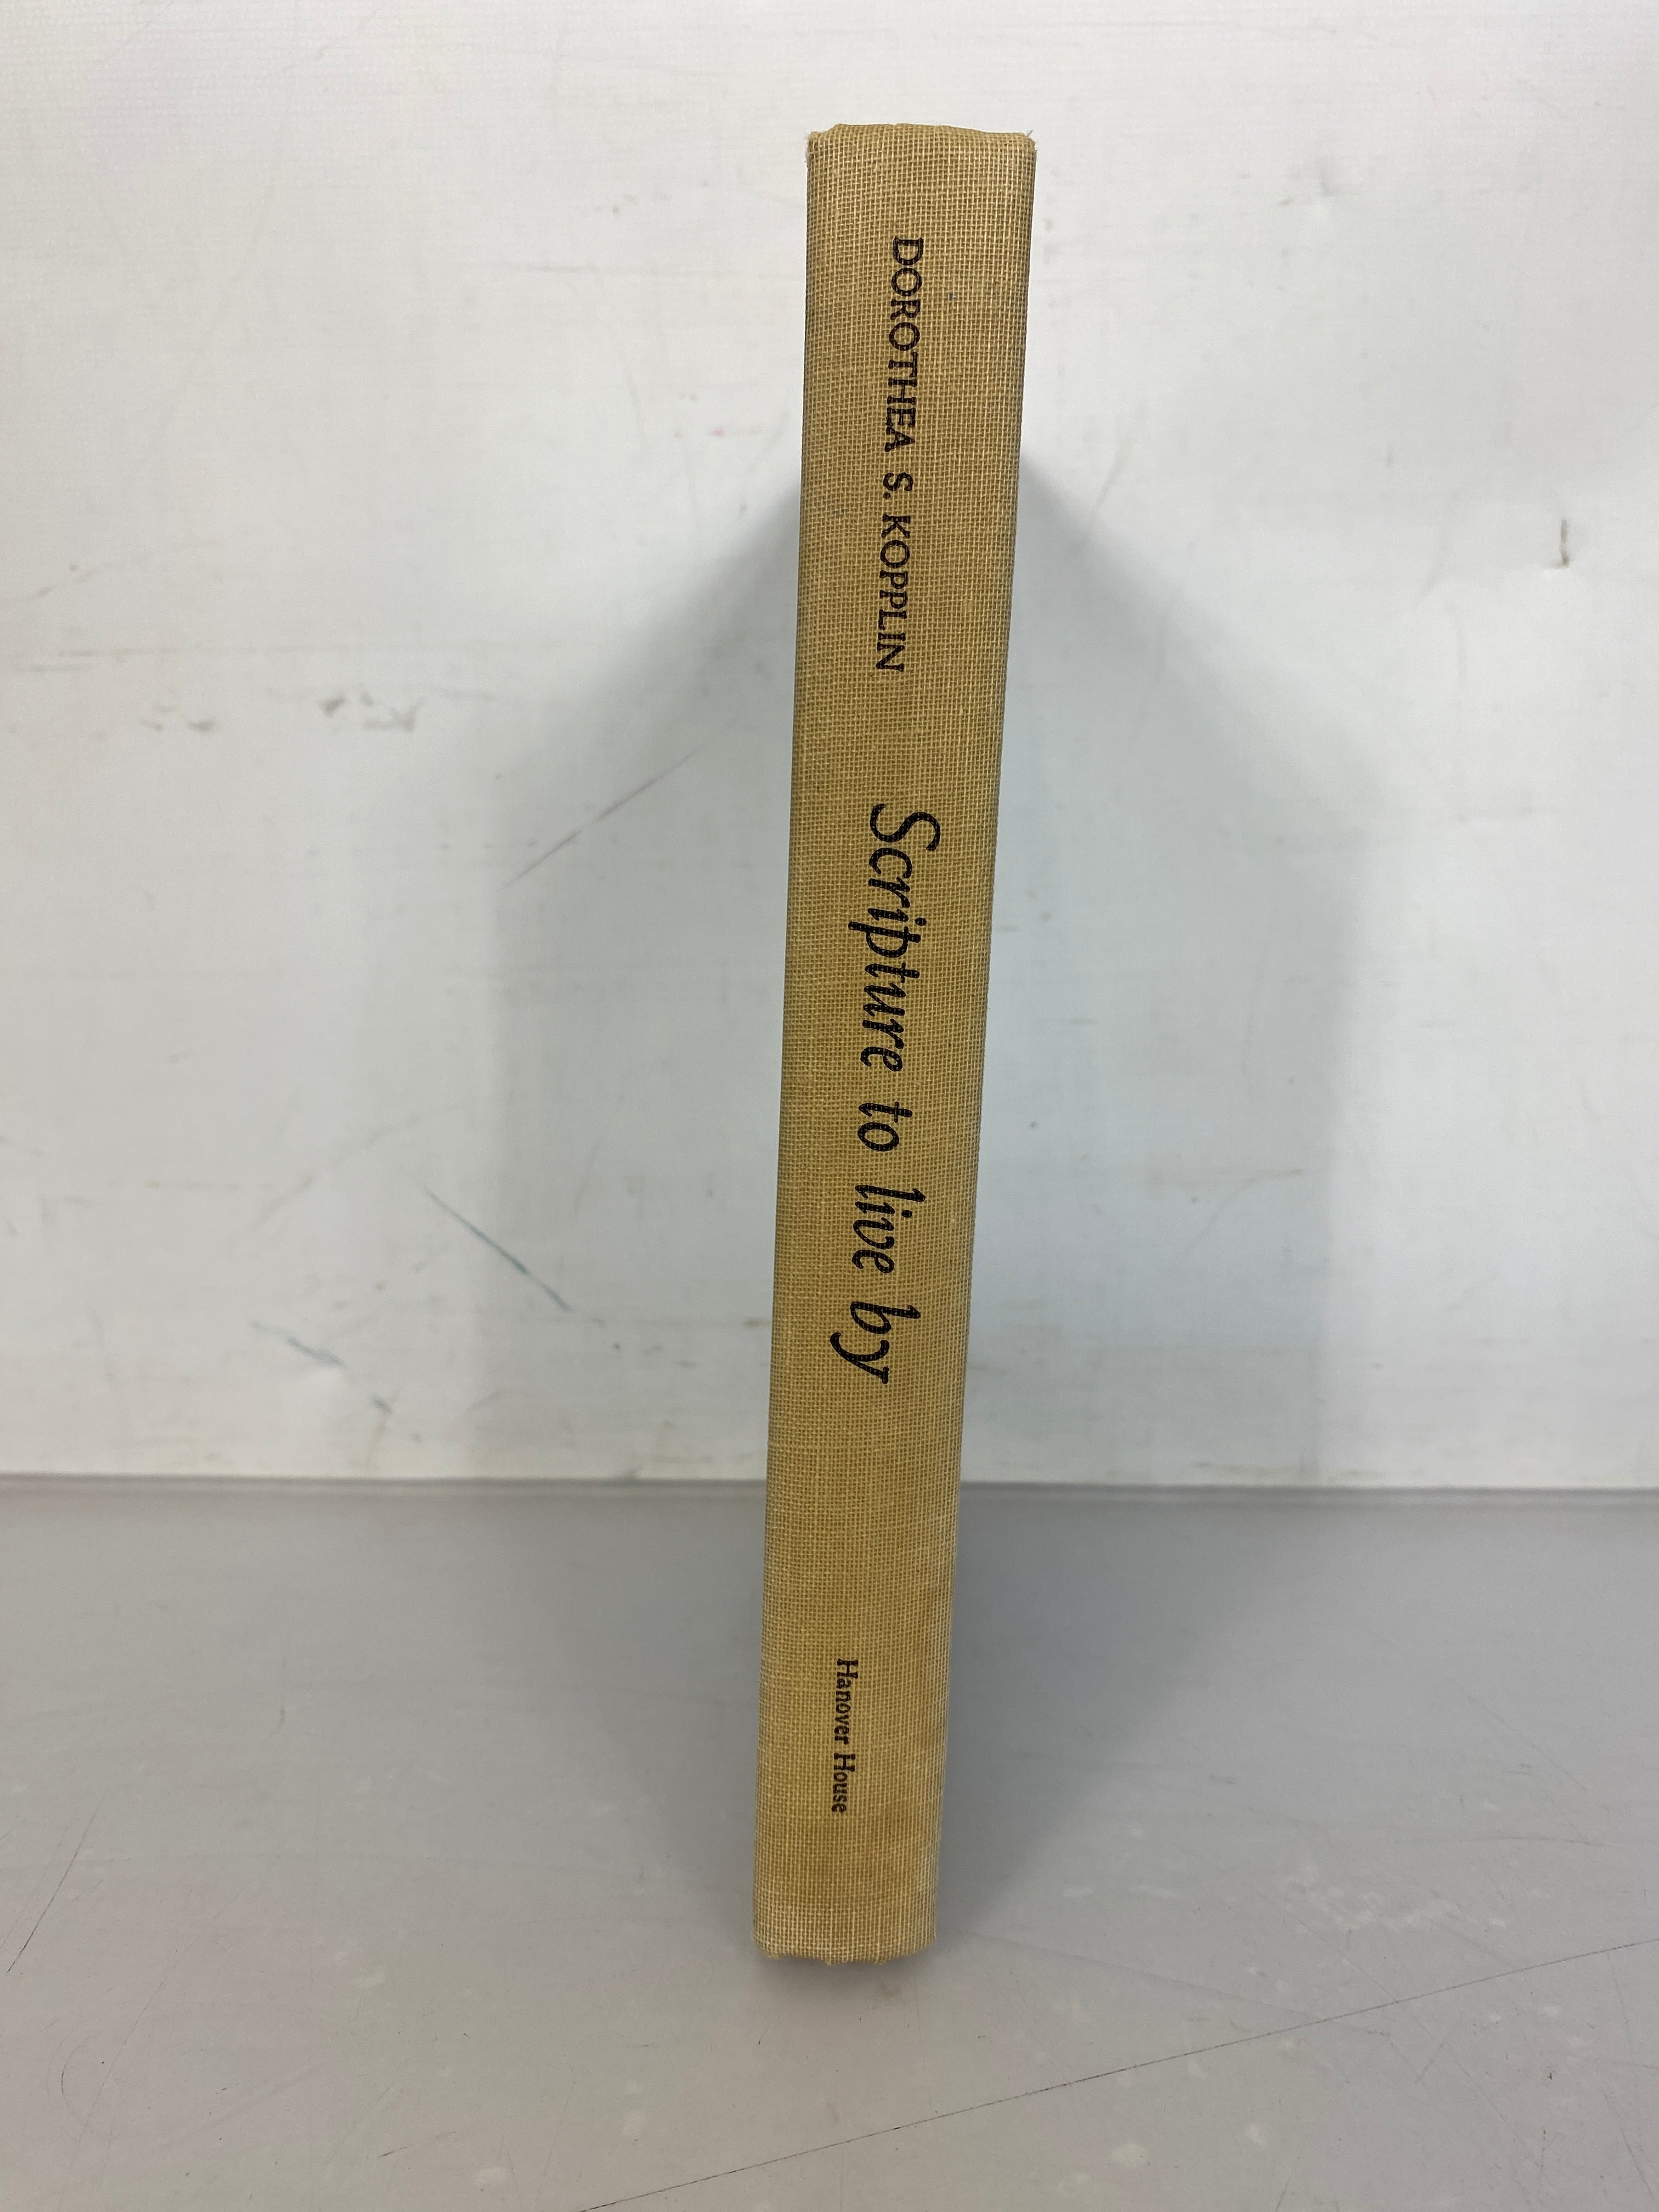 DOROTHEA S. KOPPLIN
Scripture to live by
Hanover House